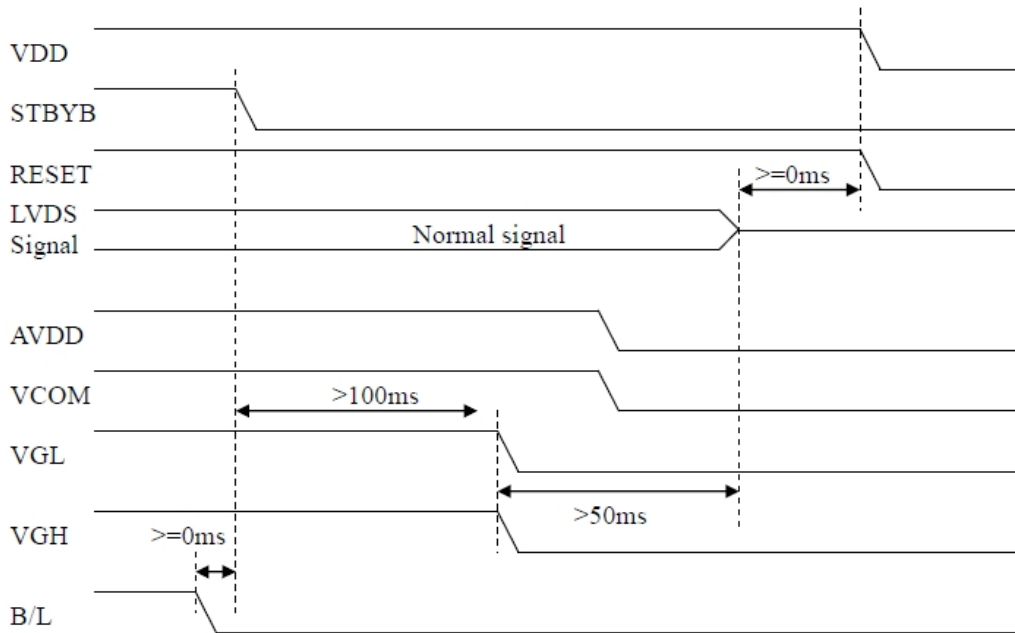 VDD
STBYB
RESET
>=0ms
LVDS
Signal
Normal signal
AVDD
VCOM
>100ms
VGL
>50ms
VGH
>=0ms
B/L